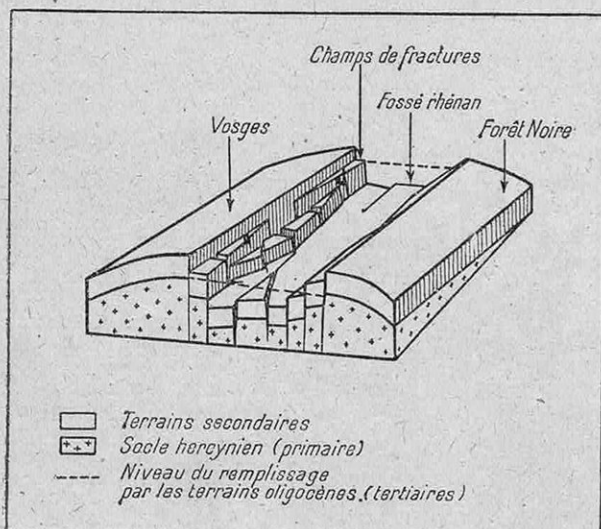 Champs de fractures
Fossé rhénan
Vosges
Forêt Noire
Terrains secondaires
Socle hercynien (primaire)
Niveau du remplissage
par les terrains oligocènes. (tertiaires)